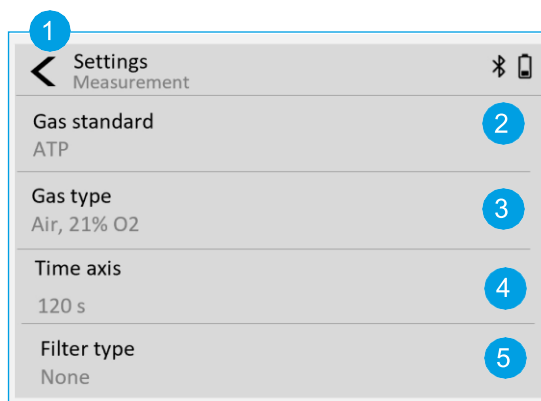 1
Settings
Measurement
Gas standard
ATP
2
Gas type
Air, 21% O2
3
Time axis
120 s
4
Filter type
None
5